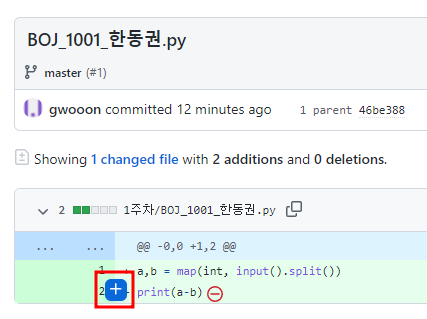 BOJ_1001_한동권.py
master (#1)
gwooon committed 12 minutes ago 1 parent 46be388
Showing 1 changed file with 2 additions and 0 deletions.
2 1주차/BOJ_1001_한동권.py
... ... @@ -0,0 +1,2 @@
1 + a,b = map(int, input().split())
2 + print(a-b)